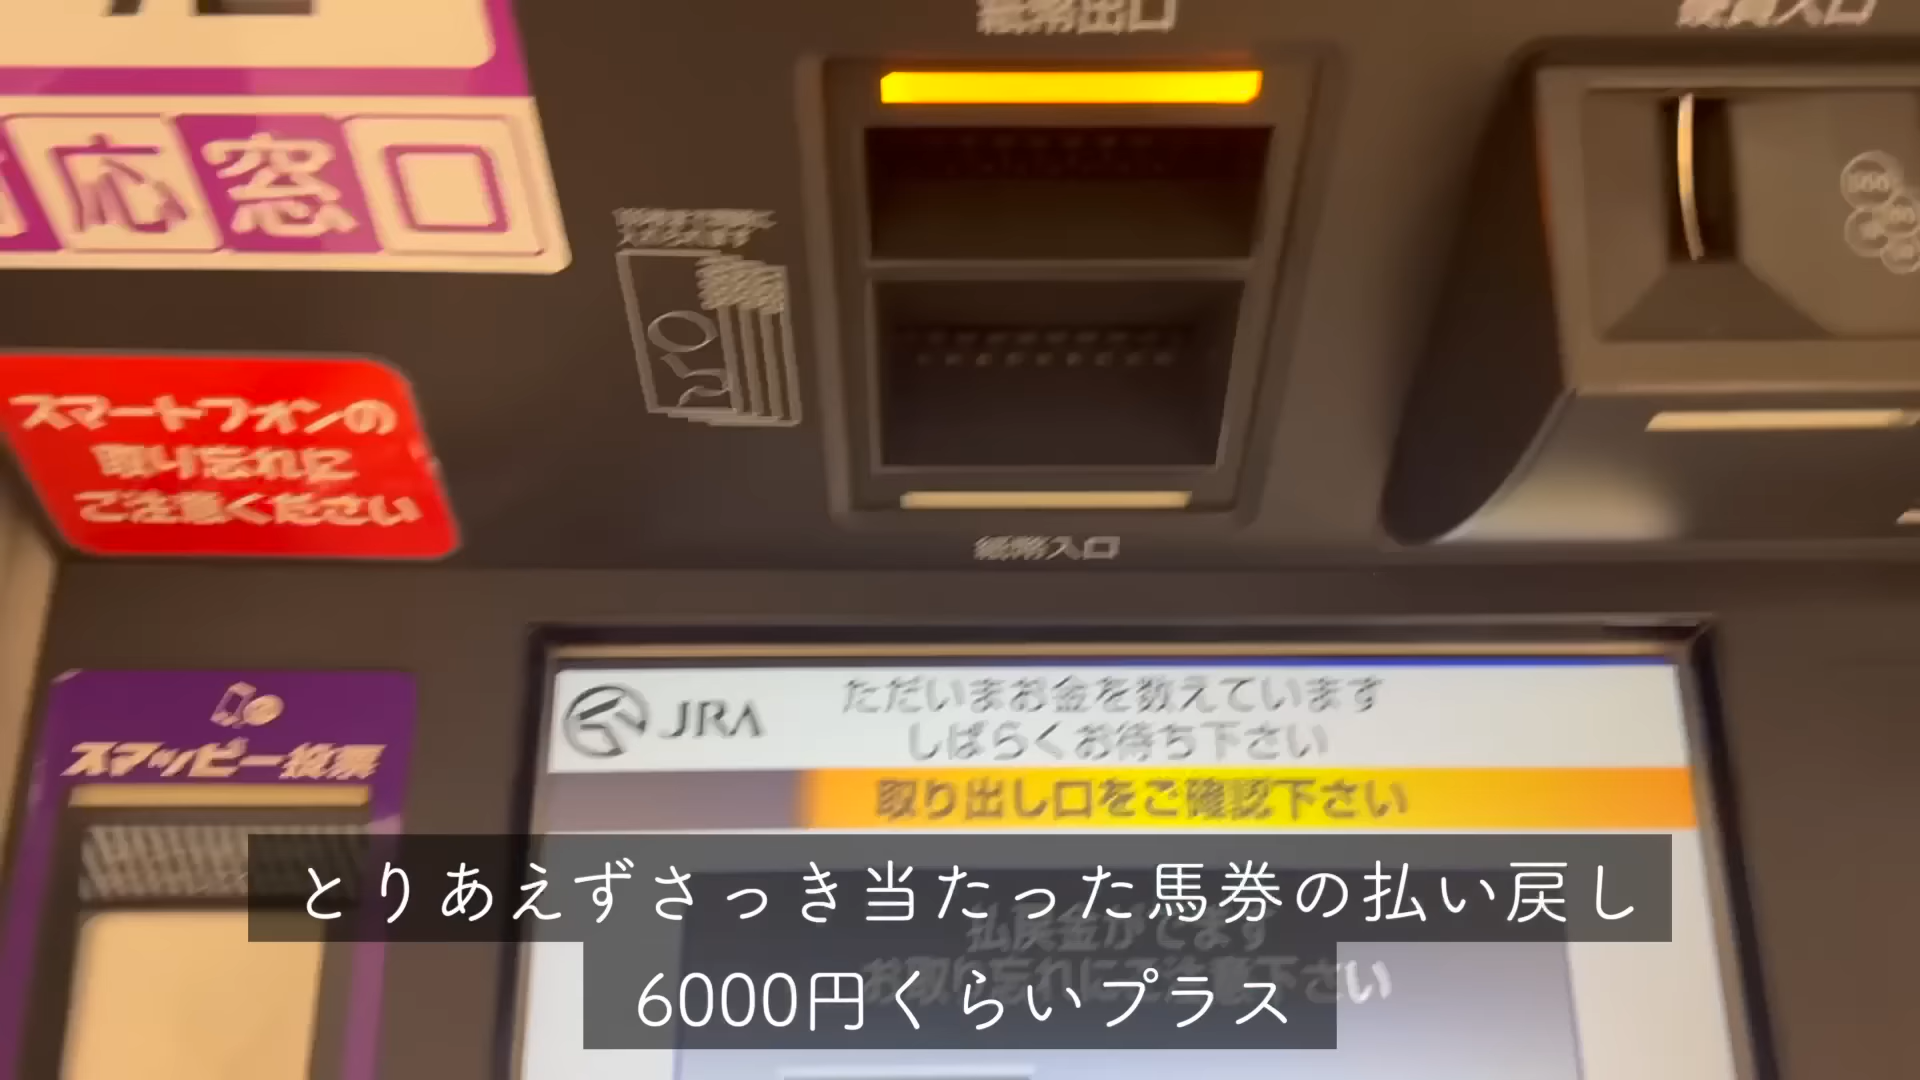 紙幣出口
硬貨入口
応窓口
スマートフォンの
取り忘れに
ご注意ください
紙幣入口
JRA
ただいまお金を数えています
しばらくお待ち下さい
取り出し口をご確認下さい
スマッピー投票
払戻金がでます
お取り忘れにご注意下さい
とりあえずさっき当たった馬券の払い戻し
6000円くらいプラス